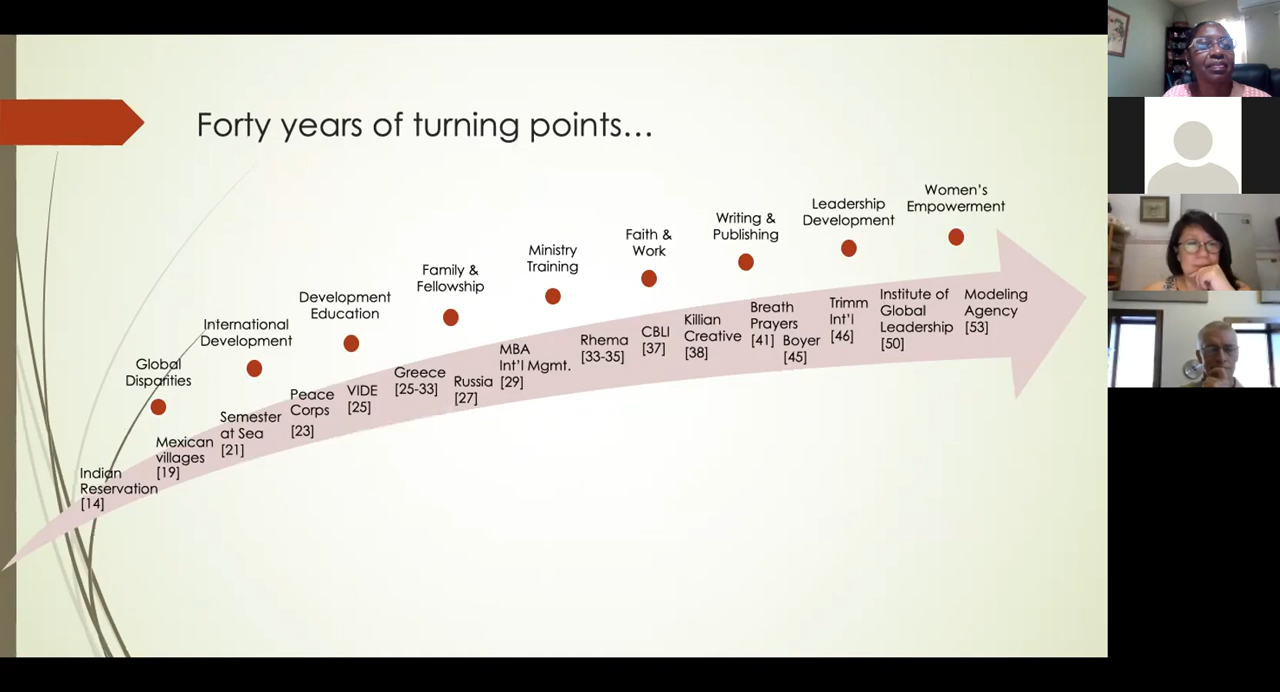 Forty years of turning points…
Global
Disparities
International
Development
Development
Education
Family &
Fellowship
Ministry
Training
Faith &
Work
Writing &
Publishing
Leadership
Development
Women's
Empowerment
Indian
Reservation
[14]
Mexican
villages
[19]
Semester
at Sea
[21]
Peace
Corps
[23]
VIDE
[25]
Greece
[25-33]
Russia
[27]
MBA
Int'l Mgmt.
[29]
Rhema
[33-35]
CBLI
[37]
Killian
Creative
[38]
Breath
Prayers
[41]
Boyer
[45]
Trimm
Int'l
[46]
Institute of
Global
Leadership
[50]
Modeling
Agency
[53]